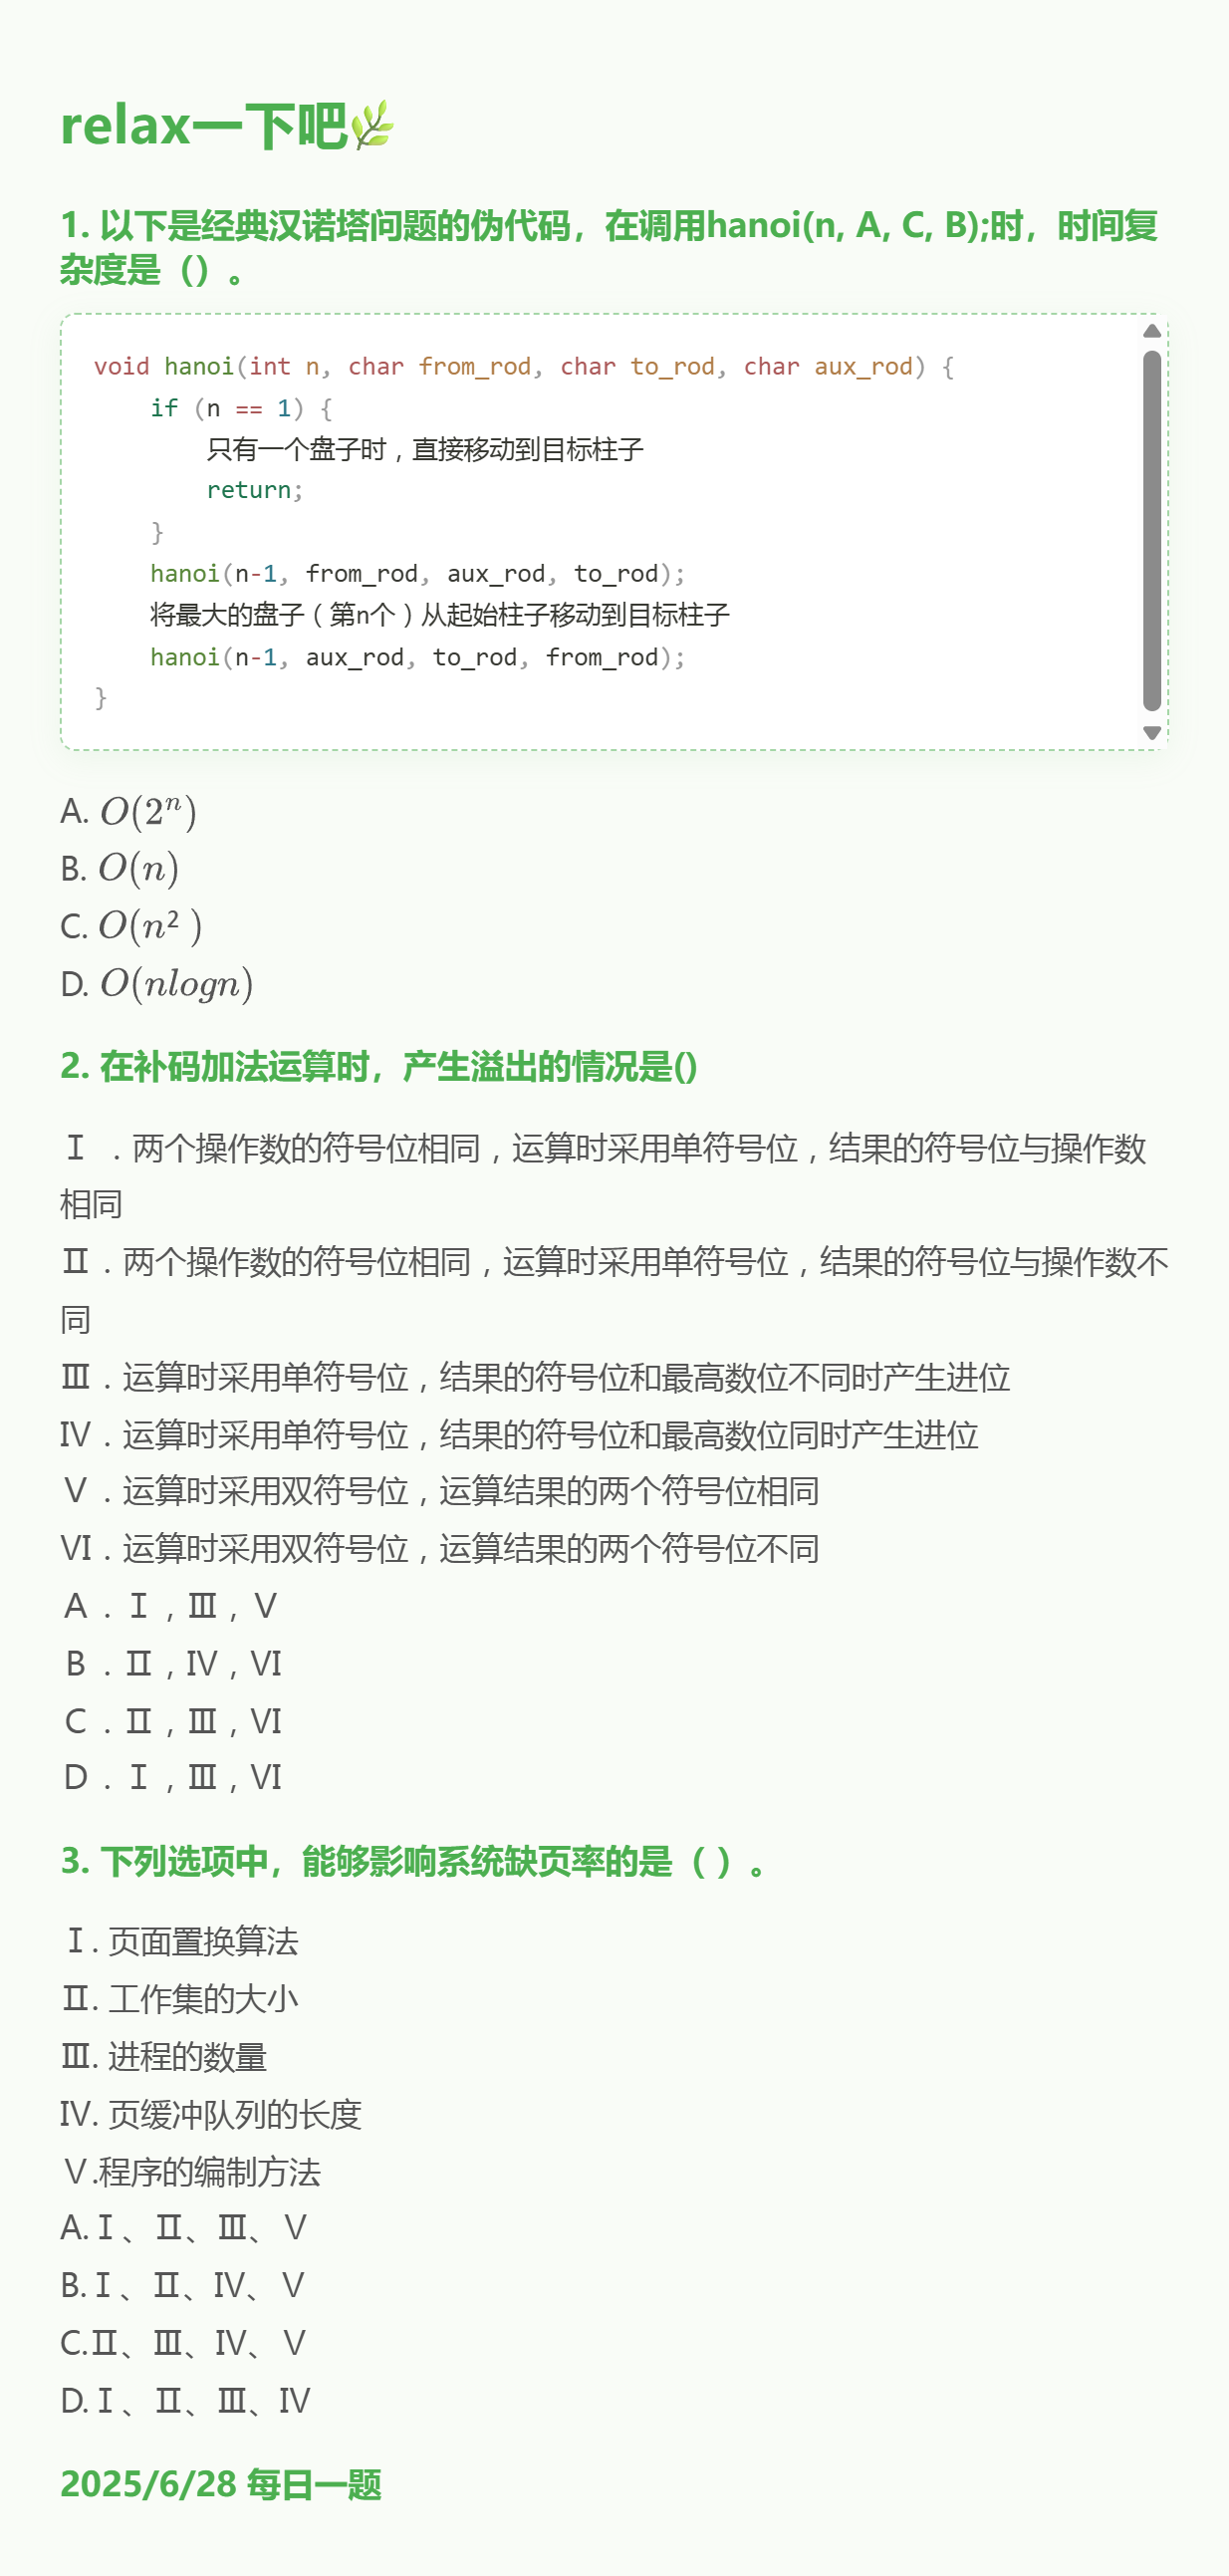 relax一下吧🌿
1. 以下是经典汉诺塔问题的伪代码，在调用hanoi(n, A, C, B);时，时间复
杂度是（）。
void hanoi(int n, char from_rod, char to_rod, char aux_rod) {
    if (n == 1) {
        只有一个盘子时，直接移动到目标柱子
        return;
    }
    hanoi(n-1, from_rod, aux_rod, to_rod);
    将最大的盘子（第n个）从起始柱子移动到目标柱子
    hanoi(n-1, aux_rod, to_rod, from_rod);
}
A. O(2ⁿ)
B. O(n)
C. O(n² )
D. O(nlogn)
2. 在补码加法运算时，产生溢出的情况是()
Ⅰ ．两个操作数的符号位相同，运算时采用单符号位，结果的符号位与操作数
相同
Ⅱ．两个操作数的符号位相同，运算时采用单符号位，结果的符号位与操作数不
同
Ⅲ．运算时采用单符号位，结果的符号位和最高数位不同时产生进位
Ⅳ．运算时采用单符号位，结果的符号位和最高数位同时产生进位
Ⅴ．运算时采用双符号位，运算结果的两个符号位相同
Ⅵ．运算时采用双符号位，运算结果的两个符号位不同
Ａ．Ⅰ，Ⅲ，Ⅴ
Ｂ．Ⅱ，Ⅳ，Ⅵ
Ｃ．Ⅱ，Ⅲ，Ⅵ
Ｄ．Ⅰ，Ⅲ，Ⅵ
3. 下列选项中，能够影响系统缺页率的是（ ）。
Ⅰ. 页面置换算法
Ⅱ. 工作集的大小
Ⅲ. 进程的数量
Ⅳ. 页缓冲队列的长度
Ⅴ.程序的编制方法
A.Ⅰ、Ⅱ、Ⅲ、Ⅴ
B.Ⅰ、Ⅱ、Ⅳ、Ⅴ
C.Ⅱ、Ⅲ、Ⅳ、Ⅴ
D.Ⅰ、Ⅱ、Ⅲ、Ⅳ
2025/6/28 每日一题